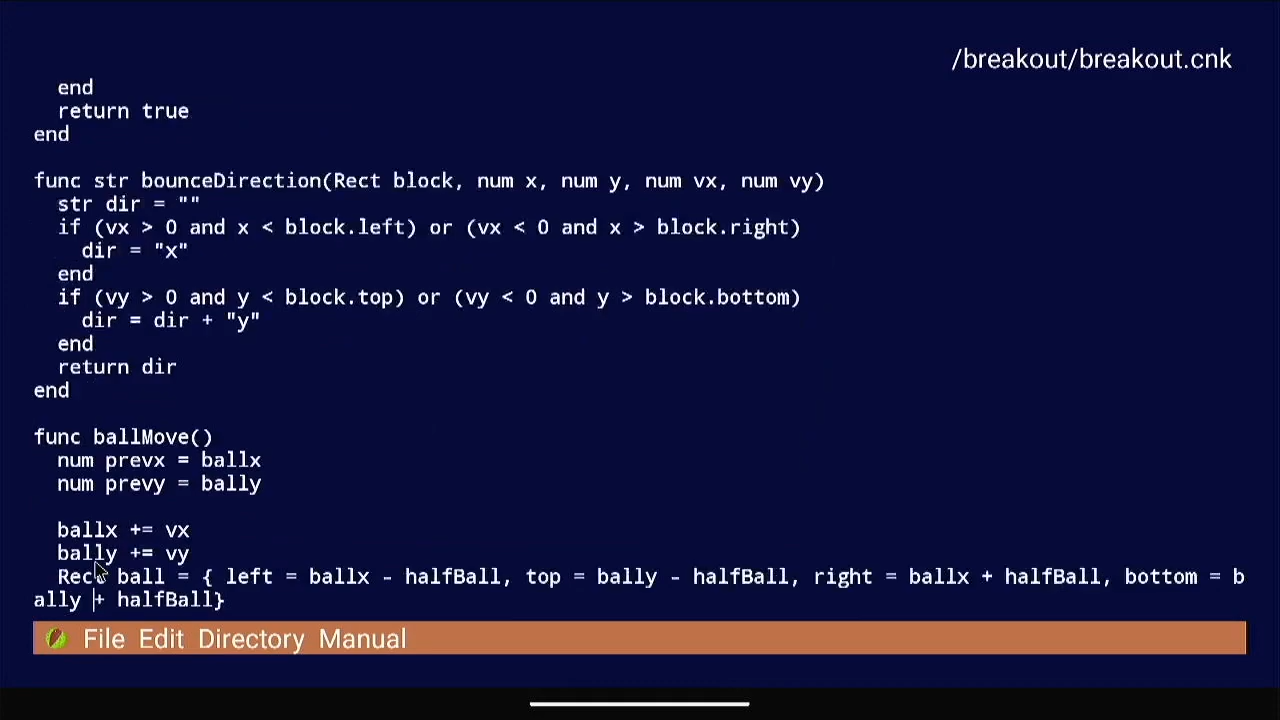 /breakout/breakout.cnk
  end
  return true
end

func str bounceDirection(Rect block, num x, num y, num vx, num vy)
  str dir = ""
  if (vx > 0 and x < block.left) or (vx < 0 and x > block.right)
    dir = "x"
  end
  if (vy > 0 and y < block.top) or (vy < 0 and y > block.bottom)
    dir = dir + "y"
  end
  return dir
end

func ballMove()
  num prevx = ballx
  num prevy = bally

  ballx += vx
  bally += vy
  Rect ball = { left = ballx - halfBall, top = bally - halfBall, right = ballx + halfBall, bottom = b
ally + halfBall}
File Edit Directory Manual